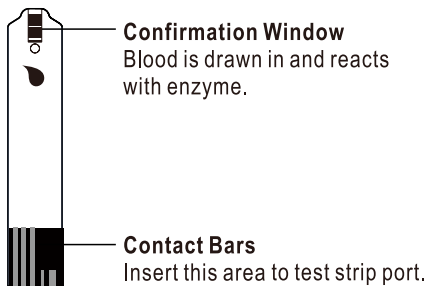 Confirmation Window
Blood is drawn in and reacts
with enzyme.
Contact Bars
Insert this area to test strip port.